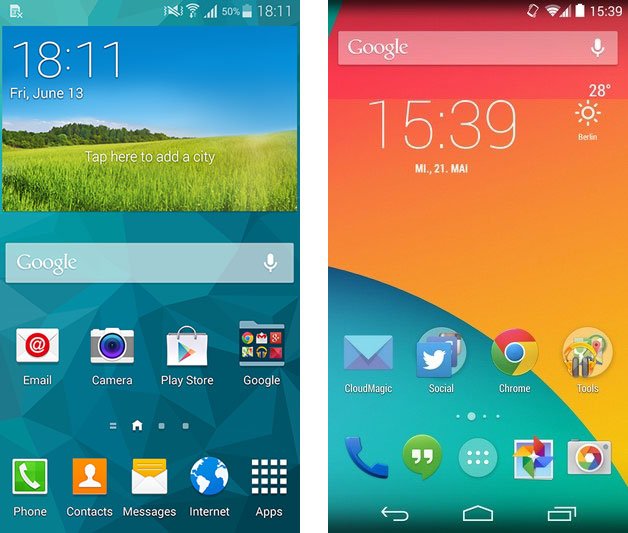 50% 18:11
18:11
Fri, June 13
Tap here to add a city
Google
Email Camera Play Store Google
Phone Contacts Messages Internet Apps
15:39
Google
28°
15:39
Berlin
MI., 21. MAI
CloudMagic Social Chrome Tools